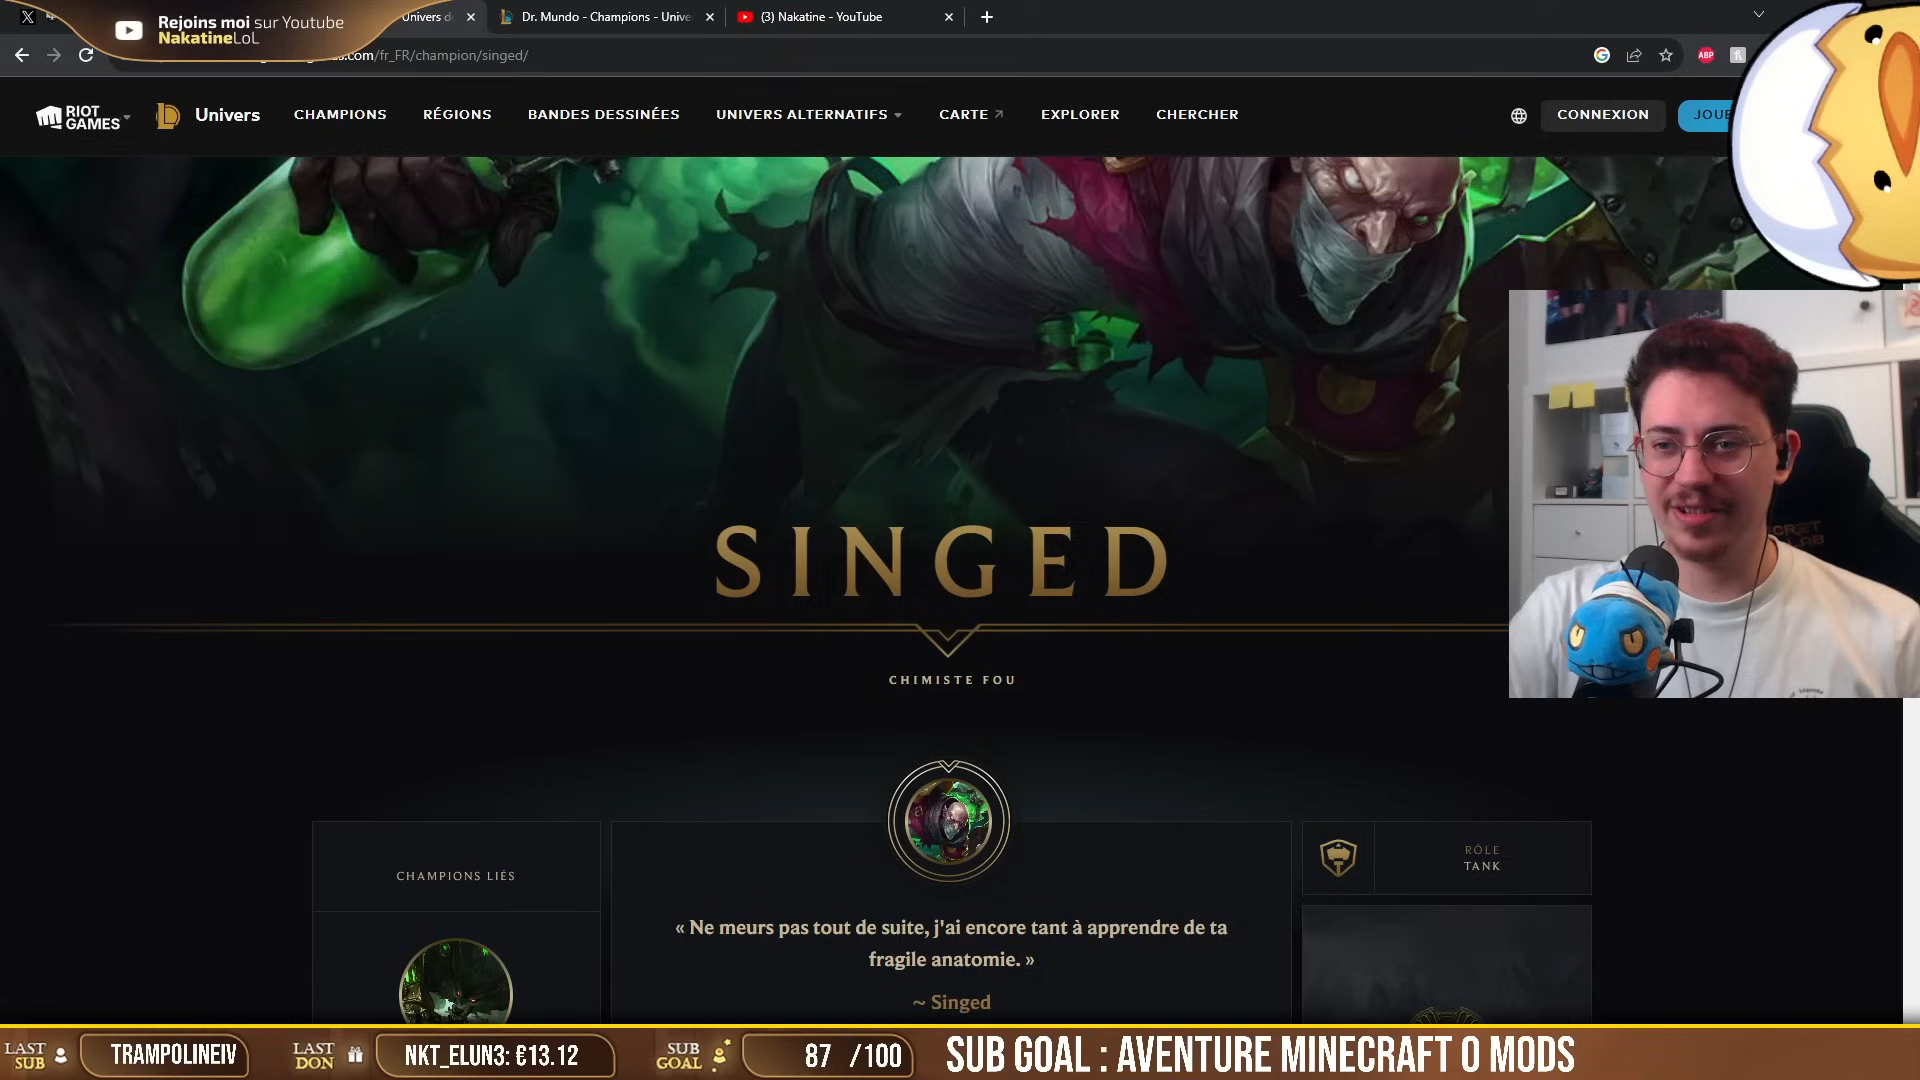 Rejoins moi sur Youtube
NakatineLoL
Univers d
Dr. Mundo - Champions - Unive
(3) Nakatine - YouTube
.com/fr_FR/champion/singed/
ABP
RIOT
GAMES
Univers
CHAMPIONS
RÉGIONS
BANDES DESSINÉES
UNIVERS ALTERNATIFS
CARTE
EXPLORER
CHERCHER
CONNEXION
JOUE
SINGED
CHIMISTE FOU
CHAMPIONS LIÉS
RÔLE
TANK
« Ne meurs pas tout de suite, j'ai encore tant à apprendre de ta
fragile anatomie. »
~ Singed
LAST
SUB
TRAMPOLINEIV
LAST
DON
NKT_ELUN3: €13.12
SUB
GOAL
87 /100
SUB GOAL : AVENTURE MINECRAFT 0 MODS